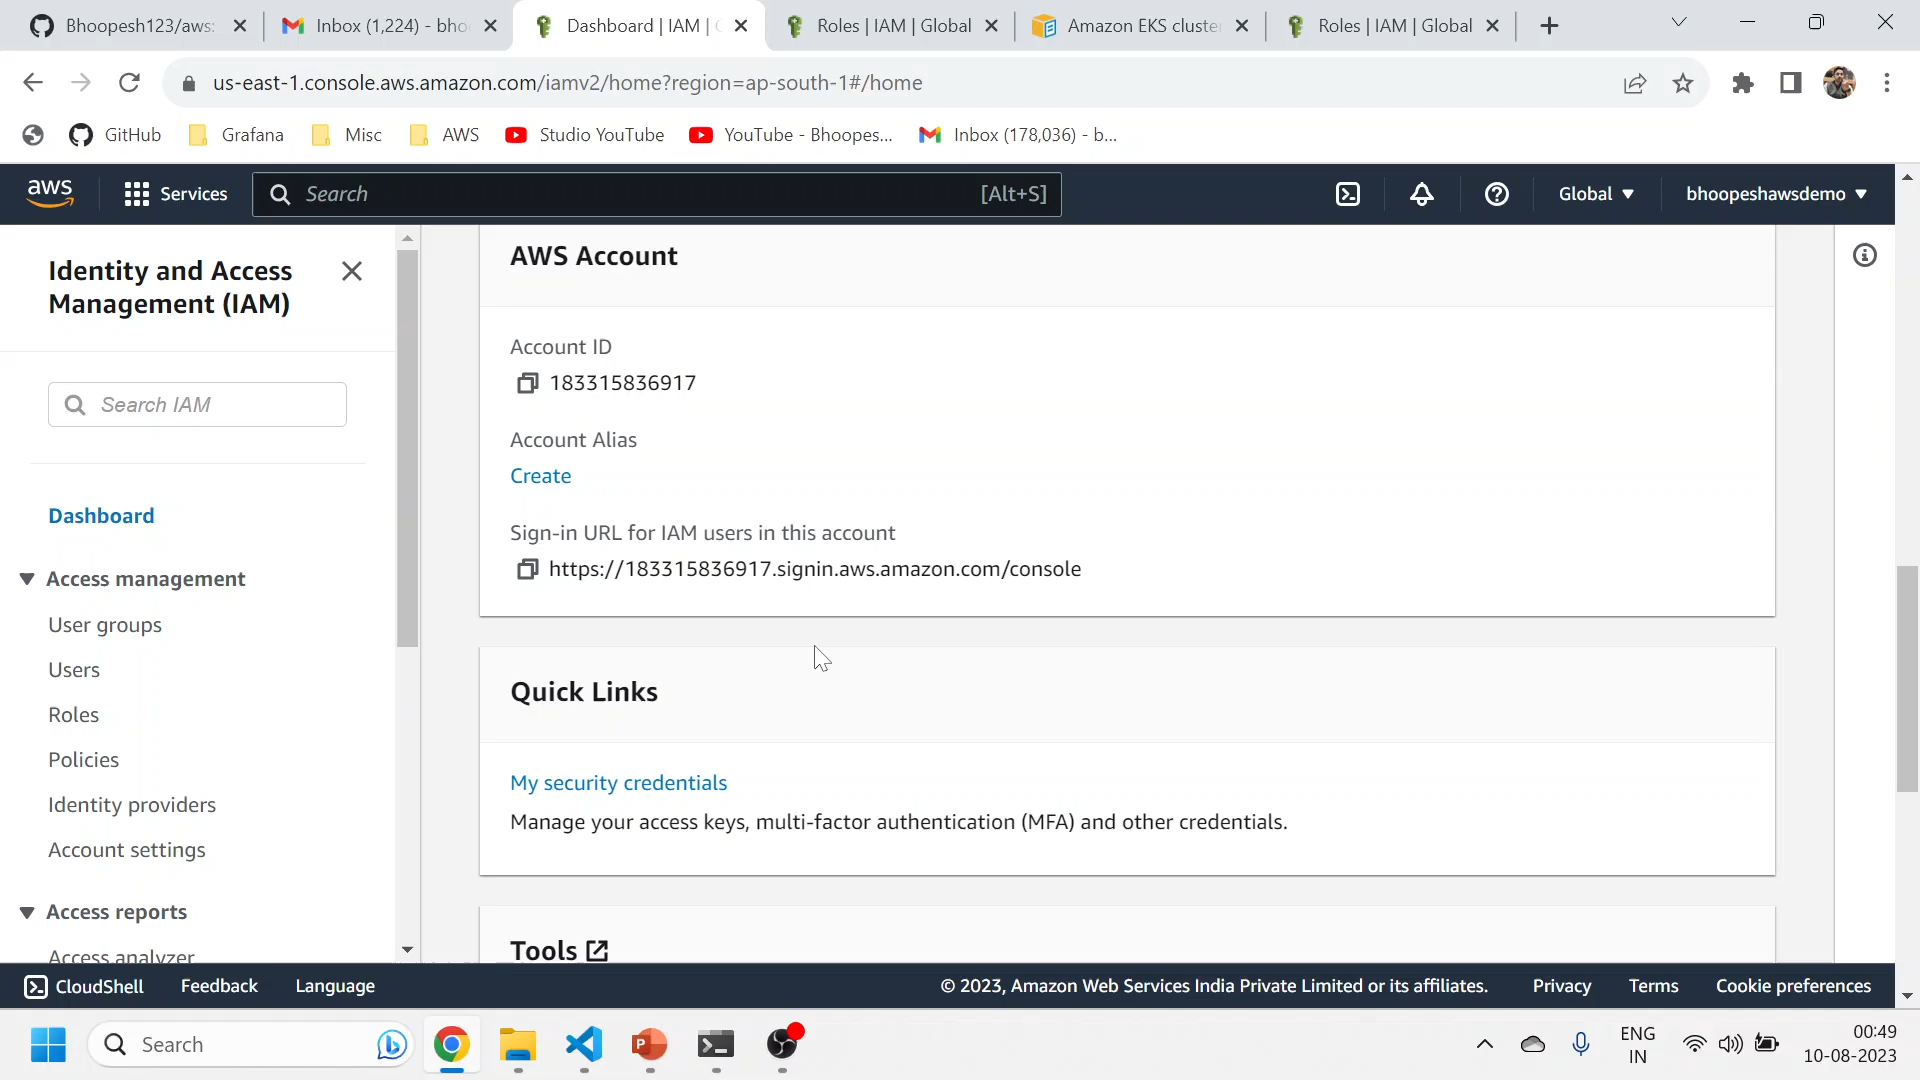 Bhoopesh123/aws:
Inbox (1,224) - bho
Dashboard | IAM |
Roles | IAM | Global
Amazon EKS cluste
Roles | IAM | Global
us-east-1.console.aws.amazon.com/iamv2/home?region=ap-south-1#/home
GitHub
Grafana
Misc
AWS
Studio YouTube
YouTube - Bhoopes...
Inbox (178,036) - b...
aws
Services
Search
[Alt+S]
Global
bhoopeshawsdemo
Identity and Access
Management (IAM)
Search IAM
Dashboard
Access management
User groups
Users
Roles
Policies
Identity providers
Account settings
Access reports
Access analyzer
AWS Account
Account ID
183315836917
Account Alias
Create
Sign-in URL for IAM users in this account
https://183315836917.signin.aws.amazon.com/console
Quick Links
My security credentials
Manage your access keys, multi-factor authentication (MFA) and other credentials.
Tools
CloudShell
Feedback
Language
© 2023, Amazon Web Services India Private Limited or its affiliates.
Privacy
Terms
Cookie preferences
Search
ENG
IN
00:49
10-08-2023